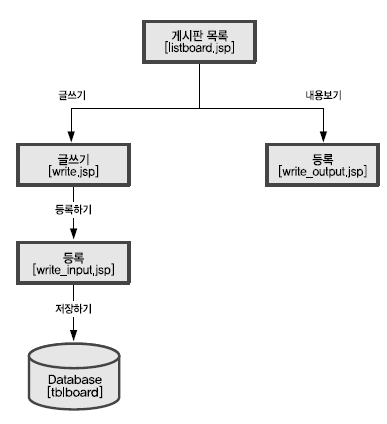 게시판 목록
[listboard.jsp]
글쓰기
내용보기
글쓰기
[write.jsp]
등록
[write_output.jsp]
등록하기
등록
[write_input.jsp]
저장하기
Database
[tblboard]